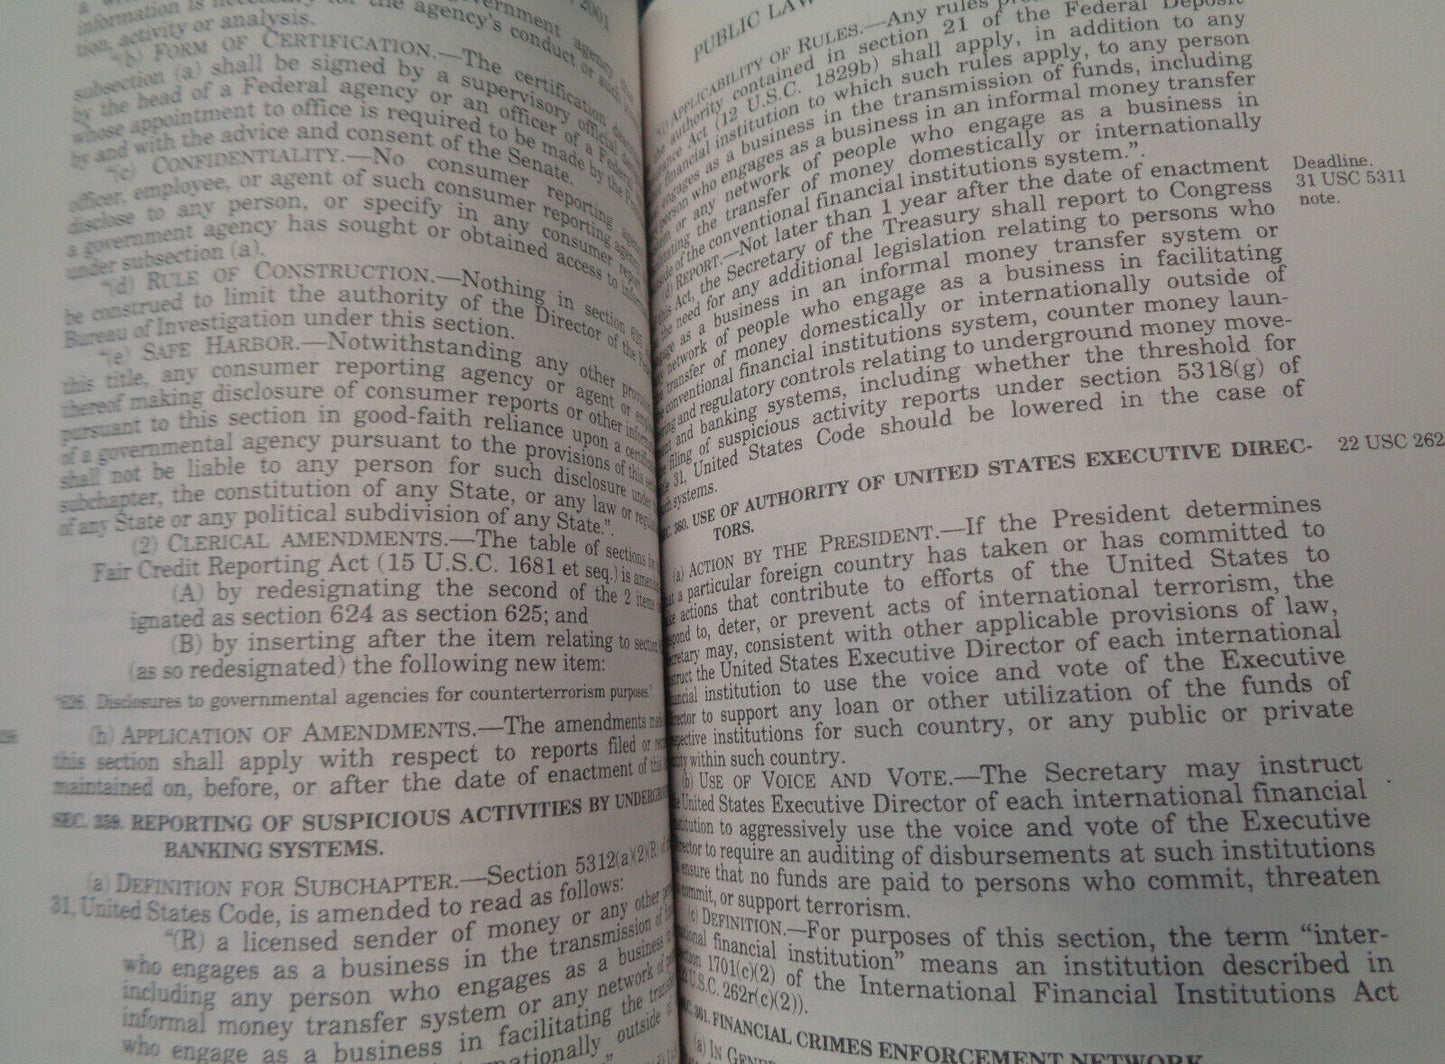 2001
a
government agency
information is necessary for the agency's conduct or
tion, activity or analysis.
"(b) FORM OF CERTIFICATION.—The certification
subsection (a) shall be signed by a supervisory official
by the head of a Federal agency or an officer of a Federal
whose appointment to office is required to be made by the
by and with the advice and consent of the Senate.
"(c) CONFIDENTIALITY.—No consumer reporting
officer, employee, or agent of such consumer reporting
disclose to any person, or specify in any consumer
a government agency has sought or obtained access to
under subsection (a).
"(d) RULE OF CONSTRUCTION.—Nothing in section 625
be construed to limit the authority of the Director of the
Bureau of Investigation under this section.
"(e) SAFE HARBOR.—Notwithstanding any other
this title, any consumer reporting agency or agent or
thereof making disclosure of consumer reports or other
pursuant to this section in good-faith reliance upon a
of a governmental agency pursuant to the provisions of this
shall not be liable to any person for such disclosure under
subchapter, the constitution of any State, or any law or
of any State or any political subdivision of any State.".
(2) CLERICAL AMENDMENTS.—The table of sections
Fair Credit Reporting Act (15 U.S.C. 1681 et seq.) is
(A) by redesignating the second of the 2 items
ignated as section 624 as section 625; and
(B) by inserting after the item relating to section
(as so redesignated) the following new item:
"626. Disclosures to governmental agencies for counterterrorism purposes
(h) APPLICATION OF AMENDMENTS.—The amendments
this section shall apply with respect to reports filed or
maintained on, before, or after the date of enactment of this
SEC. 359. REPORTING OF SUSPICIOUS ACTIVITIES BY
BANKING SYSTEMS.
(a) DEFINITION FOR SUBCHAPTER.—Section 5312(a)(2)(R) of
31, United States Code, is amended to read as follows:
"(R) a licensed sender of money or any other
who engages as a business in the transmission of
including any person who engages as a business
informal money transfer system or any network of
who engage as a business in facilitating the
outside
PUBLIC LAW
APPLICABILITY OF RULES.—Any rules
authority contained in section 21 of the Federal Deposit
Act (12 U.S.C. 1829b) shall apply, in addition to any
financial institution to which such rules apply, to any person
engages as a business in the transmission of funds, including
person who engages as a business in an informal money transfer
or any network of people who engage as a business in
the transfer of money domestically or internationally
of the conventional financial institutions system.".
(d) REPORT.—Not later than 1 year after the date of enactment
Act, the Secretary of the Treasury shall report to Congress
need for any additional legislation relating to persons who
as a business in an informal money transfer system or
network of people who engage as a business in facilitating
transfer of money domestically or internationally outside of
conventional financial institutions system, counter money laun-
and regulatory controls relating to underground money move-
and banking systems, including whether the threshold for
filing of suspicious activity reports under section 5318(g) of
31, United States Code should be lowered in the case of
systems.
Deadline.
31 USC 5311
note.
360. USE OF AUTHORITY OF UNITED STATES EXECUTIVE DIREC-
TORS.
22 USC 262
(a) ACTION BY THE PRESIDENT.—If the President determines
a particular foreign country has taken or has committed to
actions that contribute to efforts of the United States to
to, deter, or prevent acts of international terrorism, the
may, consistent with other applicable provisions of law,
the United States Executive Director of each international
institution to use the voice and vote of the Executive
to support any loan or other utilization of the funds of
institutions for such country, or any public or private
within such country.
(b) USE OF VOICE AND VOTE.—The Secretary may instruct
United States Executive Director of each international financial
to aggressively use the voice and vote of the Executive
to require an auditing of disbursements at such institutions
ensure that no funds are paid to persons who commit, threaten
commit, or support terrorism.
(c) DEFINITION.—For purposes of this section, the term "inter-
financial institution" means an institution described in
1701(c)(2) of the International Financial Institutions Act
U.S.C. 262r(c)(2)).
361. FINANCIAL CRIMES ENFORCEMENT NETWORK
(a) IN